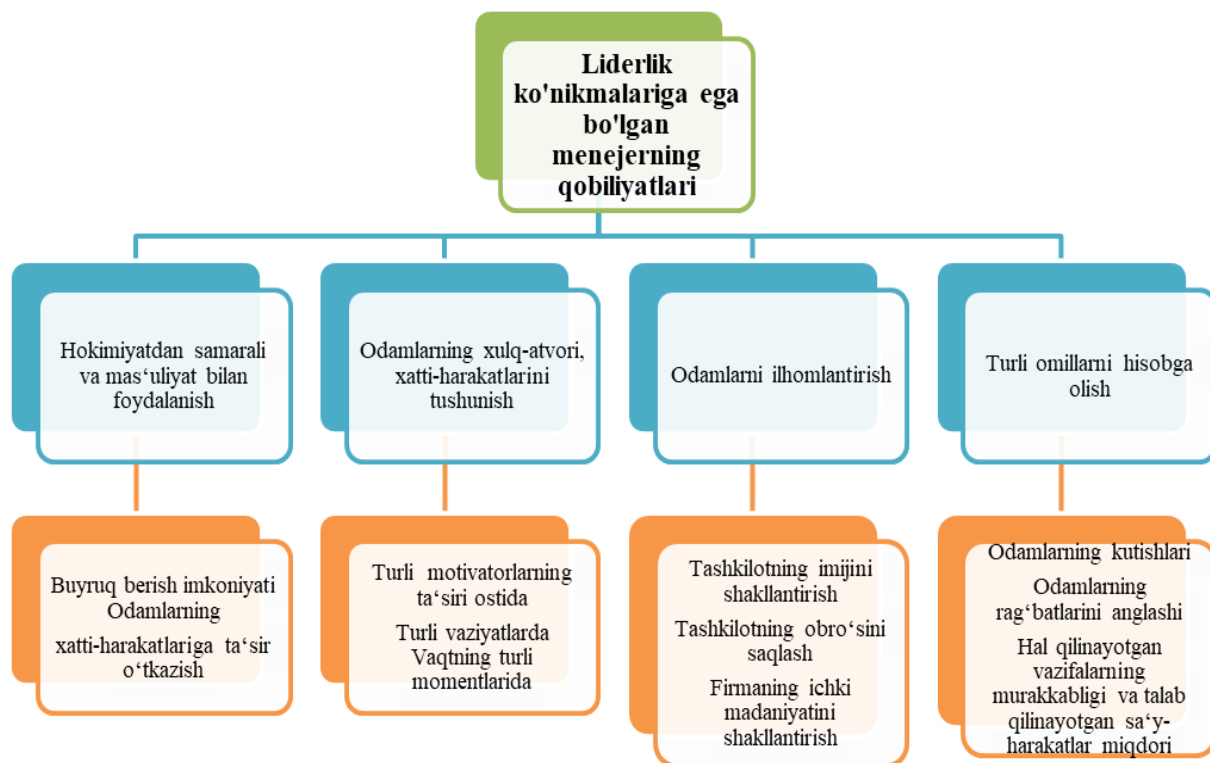 Liderlik
ko'nikmalariga ega
bo'lgan
menejerning
qobiliyatlari
Hokimiyatdan samarali
va mas‘uliyat bilan
foydalanish
Odamlarning xulq-atvori,
xatti-harakatlarini
tushunish
Odamlarni ilhomlantirish
Turli omillarni hisobga
olish
Buyruq berish imkoniyati
Odamlarning
xatti-harakatlariga ta‘sir
o‘tkazish
Turli motivatorlarning
ta‘siri ostida
Turli vaziyatlarda
Vaqtning turli
momentlarida
Tashkilotning imijini
shakllantirish
Tashkilotning obro‘sini
saqlash
Firmaning ichki
madaniyatini
shakllantirish
Odamlarning kutishlari
Odamlarning
rag‘batlarini anglashi
Hal qilinayotgan
vazifalarning
murakkabligi va talab
qilinayotgan sa‘y-
harakatlar miqdori